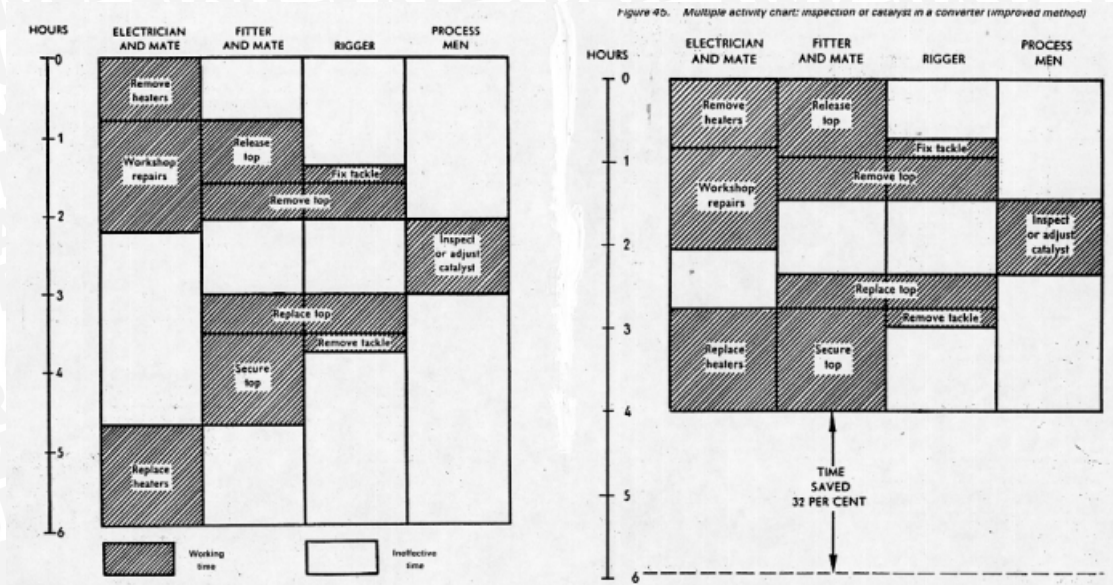 HOURS
ELECTRICIAN
AND MATE
FITTER
AND MATE
RIGGER
PROCESS
MEN
0
1
2
3
4
5
6
Remove
heaters
Workshop
repairs
Release
top
Fix tackle
Remove top
Inspect
or adjust
catalyst
Replace top
Remove tackle
Secure
top
Replace
heaters
Working
time
Ineffective
time
Figure 45. Multiple activity chart: inspection of catalyst in a converter (improved method)
HOURS
ELECTRICIAN
AND MATE
FITTER
AND MATE
RIGGER
PROCESS
MEN
0
1
2
3
4
5
6
Remove
heaters
Release
top
Fix tackle
Remove top
Workshop
repairs
Inspect
or adjust
catalyst
Replace top
Remove tackle
Replace
heaters
Secure
top
TIME
SAVED
32 PER CENT